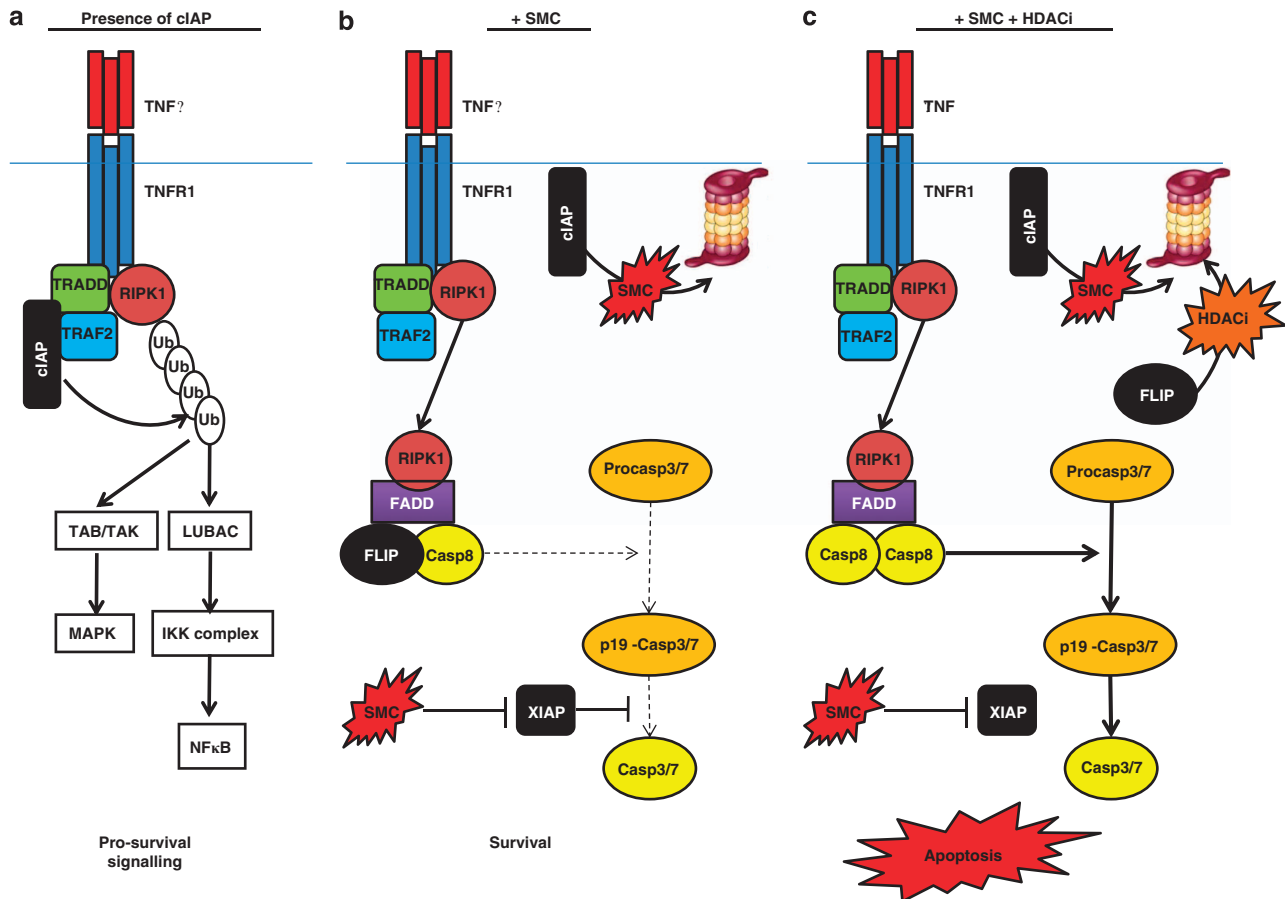 a
Presence of cIAP
TNF?
TNFR1
TRADD
RIPK1
TRAF2
cIAP
Ub
Ub
Ub
Ub
TAB/TAK
LUBAC
MAPK
IKK complex
NFκB
Pro-survival
signalling
b
+ SMC
TNF?
TNFR1
cIAP
SMC
TRADD
RIPK1
TRAF2
RIPK1
FADD
FLIP
Casp8
Procasp3/7
p19 -Casp3/7
SMC
XIAP
Casp3/7
Survival
c
+ SMC + HDACi
TNF
TNFR1
cIAP
SMC
HDACi
FLIP
TRADD
RIPK1
TRAF2
RIPK1
FADD
Casp8
Casp8
Procasp3/7
p19 -Casp3/7
SMC
XIAP
Casp3/7
Apoptosis